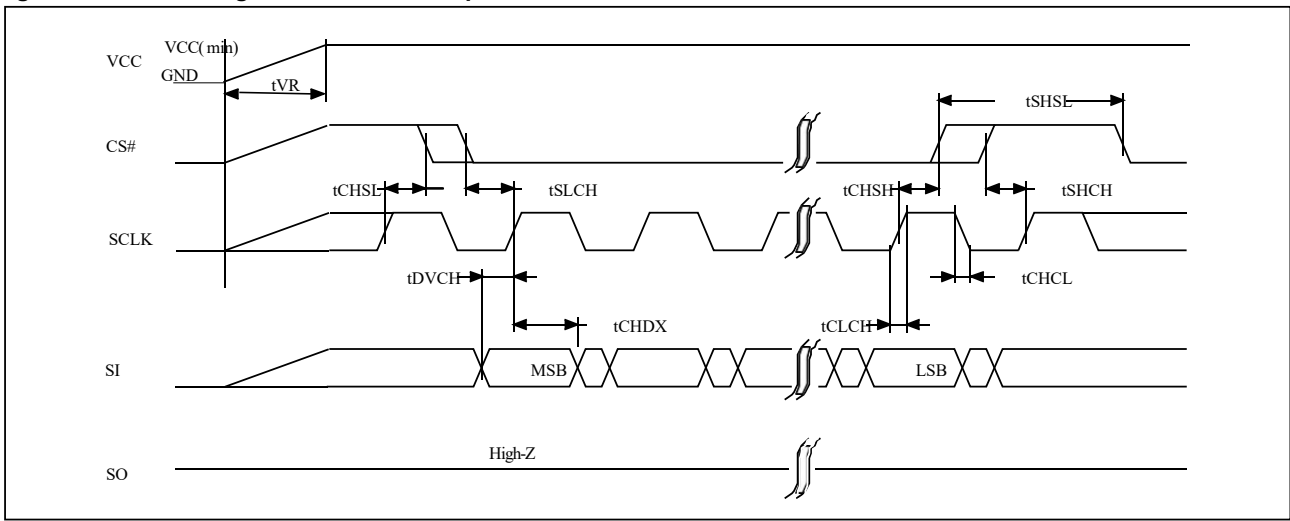 VCC
VCC( min)
GND
tVR
tSHSL
CS#
tCHSL
tSLCH
tCHSH
tSHCH
SCLK
tDVCH
tCHCL
tCHDX
tCLCH
SI
MSB
LSB
High-Z
SO